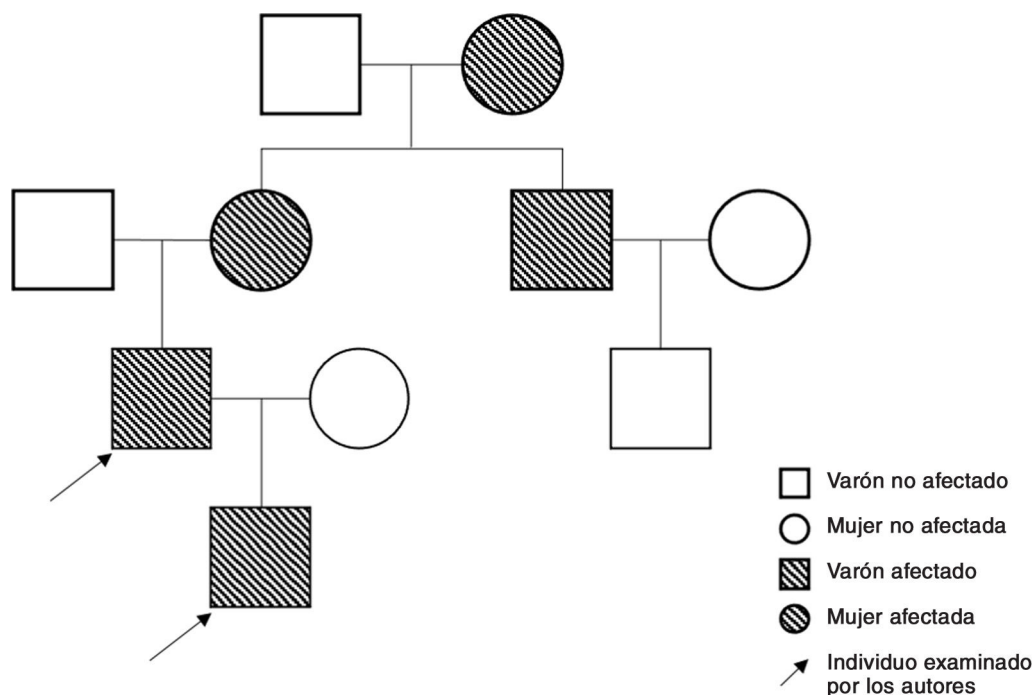 Varón no afectado
Mujer no afectada
Varón afectado
Mujer afectada
Individuo examinado
por los autores